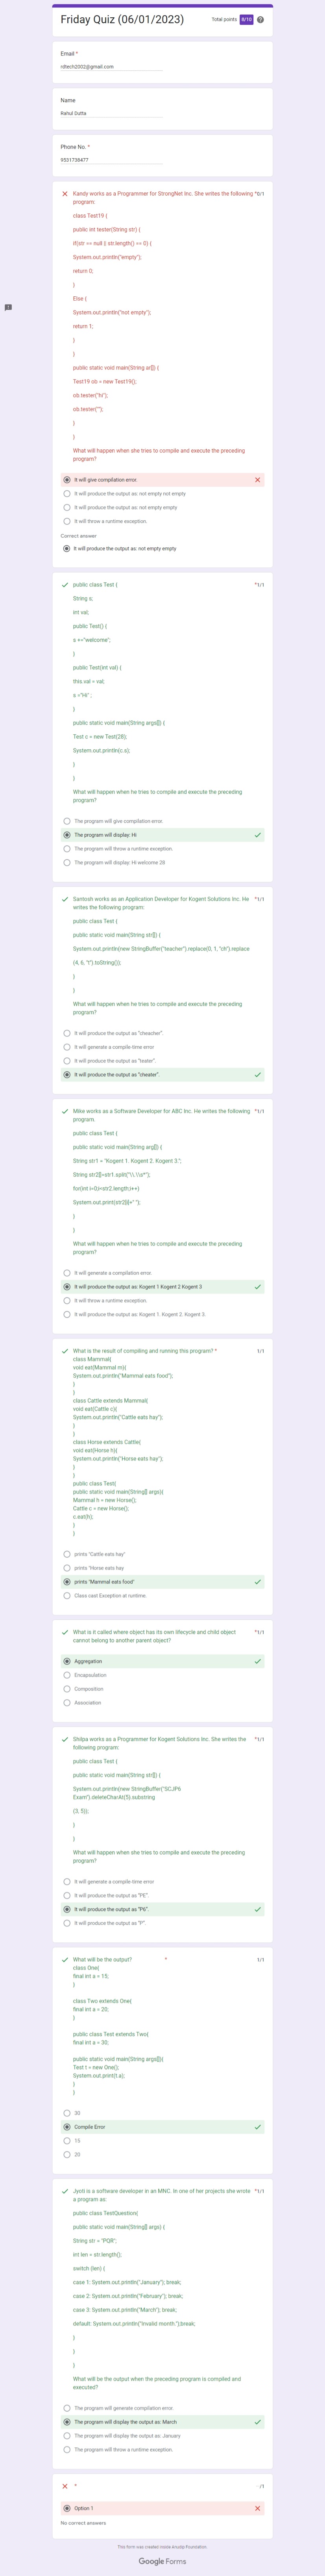 Friday Quiz (06/01/2023)
Total points 8/10
Email *
Name
Rahul Dutta
Phone No. *
9531730477
Kandy works as a Programmer for StrongNet Inc. She writes the following *0/1
program:
class Test19 {
public int tester(String str) {
if(str == null || str.length() == 0) {
System.out.println("empty");
return 0;
}
Else {
System.out.println("not empty");
return 1;
}
}
public static void main(String ar[]) {
Test19 ob = new Test19();
ob.tester("hi");
ob.tester("");
}
}
What will happen when she tries to compile and execute the preceding
program?
It will give compilation error.
It will produce the output as: not empty not empty
It will produce the output as: not empty empty
It will throw a runtime exception.
Correct answer
It will produce the output as: not empty empty
public class Test { *1/1
String s;
int val;
public Test() {
s +="welcome";
}
public Test(int val) {
this.val = val;
s ="Hi" ;
}
public static void main(String args[]) {
Test c = new Test(28);
System.out.println(c.s);
}
}
What will happen when he tries to compile and execute the preceding
program?
The program will give compilation error.
The program will display: Hi
The program will throw a runtime exception.
The program will display: Hi welcome 28
Santosh works as an Application Developer for Kogent Solutions Inc. He *1/1
writes the following program:
public class Test {
public static void main(String str[]) {
System.out.println(new StringBuffer("teacher").replace(0, 1, "ch").replace
(4, 6, "t").toString());
}
}
What will happen when he tries to compile and execute the preceding
program?
It will produce the output as "cheacher".
It will generate a compile-time error
It will produce the output as "teater".
It will produce the output as "cheater".
Mike works as a Software Developer for ABC Inc. He writes the following *1/1
program.
public class Test {
public static void main(String arg[]) {
String str1 = "Kogent 1. Kogent 2. Kogent 3.";
String str2[]=str1.split("\\.\\s*");
for(int i=0;i<str2.length;i++)
System.out.print(str2[i]+" ");
}
}
What will happen when he tries to compile and execute the preceding
program?
It will generate a compilation error.
It will produce the output as: Kogent 1 Kogent 2 Kogent 3
It will throw a runtime exception.
It will produce the output as: Kogent 1. Kogent 2. Kogent 3.
What is the result of compiling and running this program? * 1/1
class Mammal{
void eat(Mammal m){
System.out.println("Mammal eats food");
}
}
class Cattle extends Mammal{
void eat(Cattle c){
System.out.println("Cattle eats hay");
}
}
class Horse extends Cattle{
void eat(Horse h){
System.out.println("Horse eats hay");
}
}
public class Test{
public static void main(String[] args){
Mammal h = new Horse();
Cattle c = new Horse();
c.eat(h);
}
}
prints "Cattle eats hay"
prints "Horse eats hay
prints "Mammal eats food"
Class cast Exception at runtime.
What is it called where object has its own lifecycle and child object *1/1
cannot belong to another parent object?
Aggregation
Encapsulation
Composition
Association
Shilpa works as a Programmer for Kogent Solutions Inc. She writes the *1/1
following program:
public class Test {
public static void main(String str[]) {
System.out.println(new StringBuffer("SCJP6
Exam").deleteCharAt(5).substring
(3, 5));
}
}
What will happen when she tries to compile and execute the preceding
program?
It will generate a compile-time error
It will produce the output as "PE".
It will produce the output as "P6".
It will produce the output as "P".
What will be the output? * 1/1
class One{
final int a = 15;
}
class Two extends One{
final int a = 20;
}
public class Test extends Two{
final int a = 30;
public static void main(String args[]){
Test t = new One();
System.out.print(t.a);
}
}
30
Compile Error
15
20
Jyoti is a software developer in an MNC. In one of her projects she wrote *1/1
a program as:
public class TestQuestion{
public static void main(String[] args) {
String str = "PQR";
int len = str.length();
switch (len) {
case 1: System.out.println("January"); break;
case 2: System.out.println("February"); break;
case 3: System.out.println("March"); break;
default: System.out.println("Invalid month.");break;
}
}
}
What will be the output when the preceding program is compiled and
executed?
The program will generate compilation error.
The program will display the output as: March
The program will display the output as: January
The program will throw a runtime exception.
* /1
Option 1
No correct answers
Google Forms